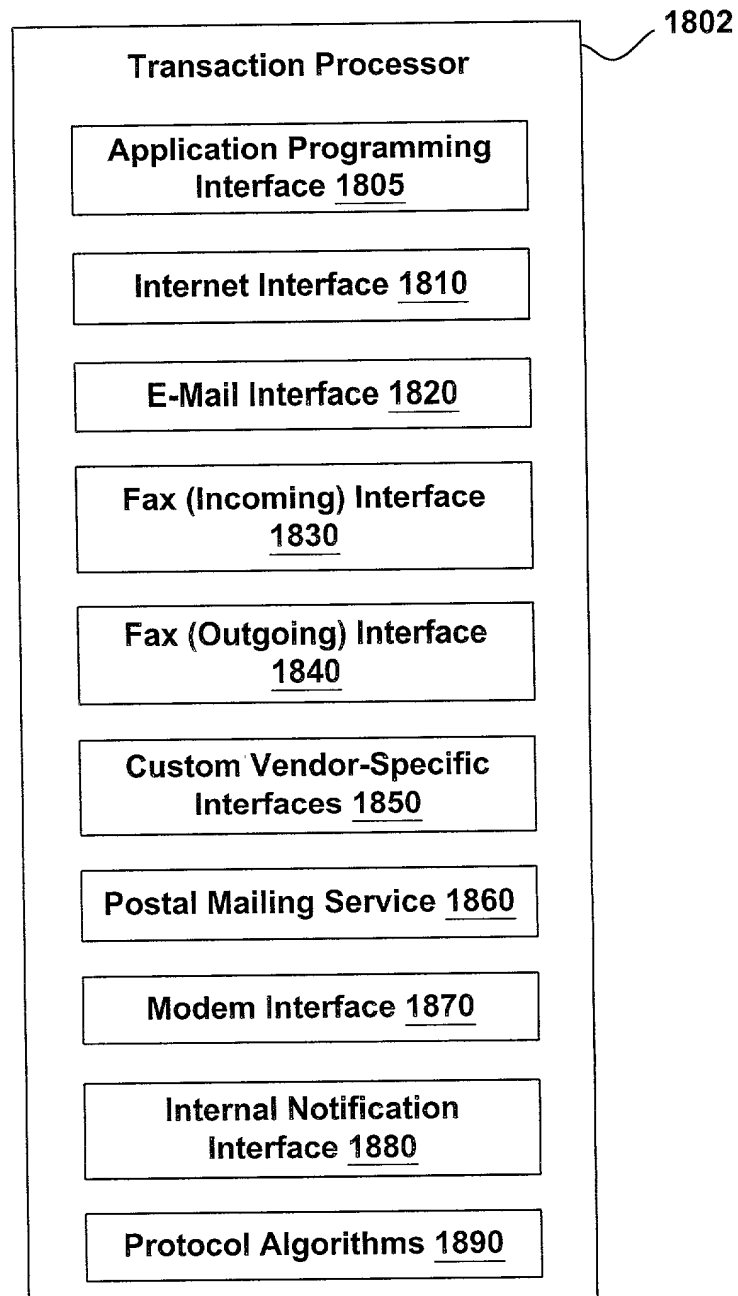 1802
Transaction Processor
Application Programming
Interface 1805
Internet Interface 1810
E-Mail Interface 1820
Fax (Incoming) Interface
1830
Fax (Outgoing) Interface
1840
Custom Vendor-Specific
Interfaces 1850
Postal Mailing Service 1860
Modem Interface 1870
Internal Notification
Interface 1880
Protocol Algorithms 1890